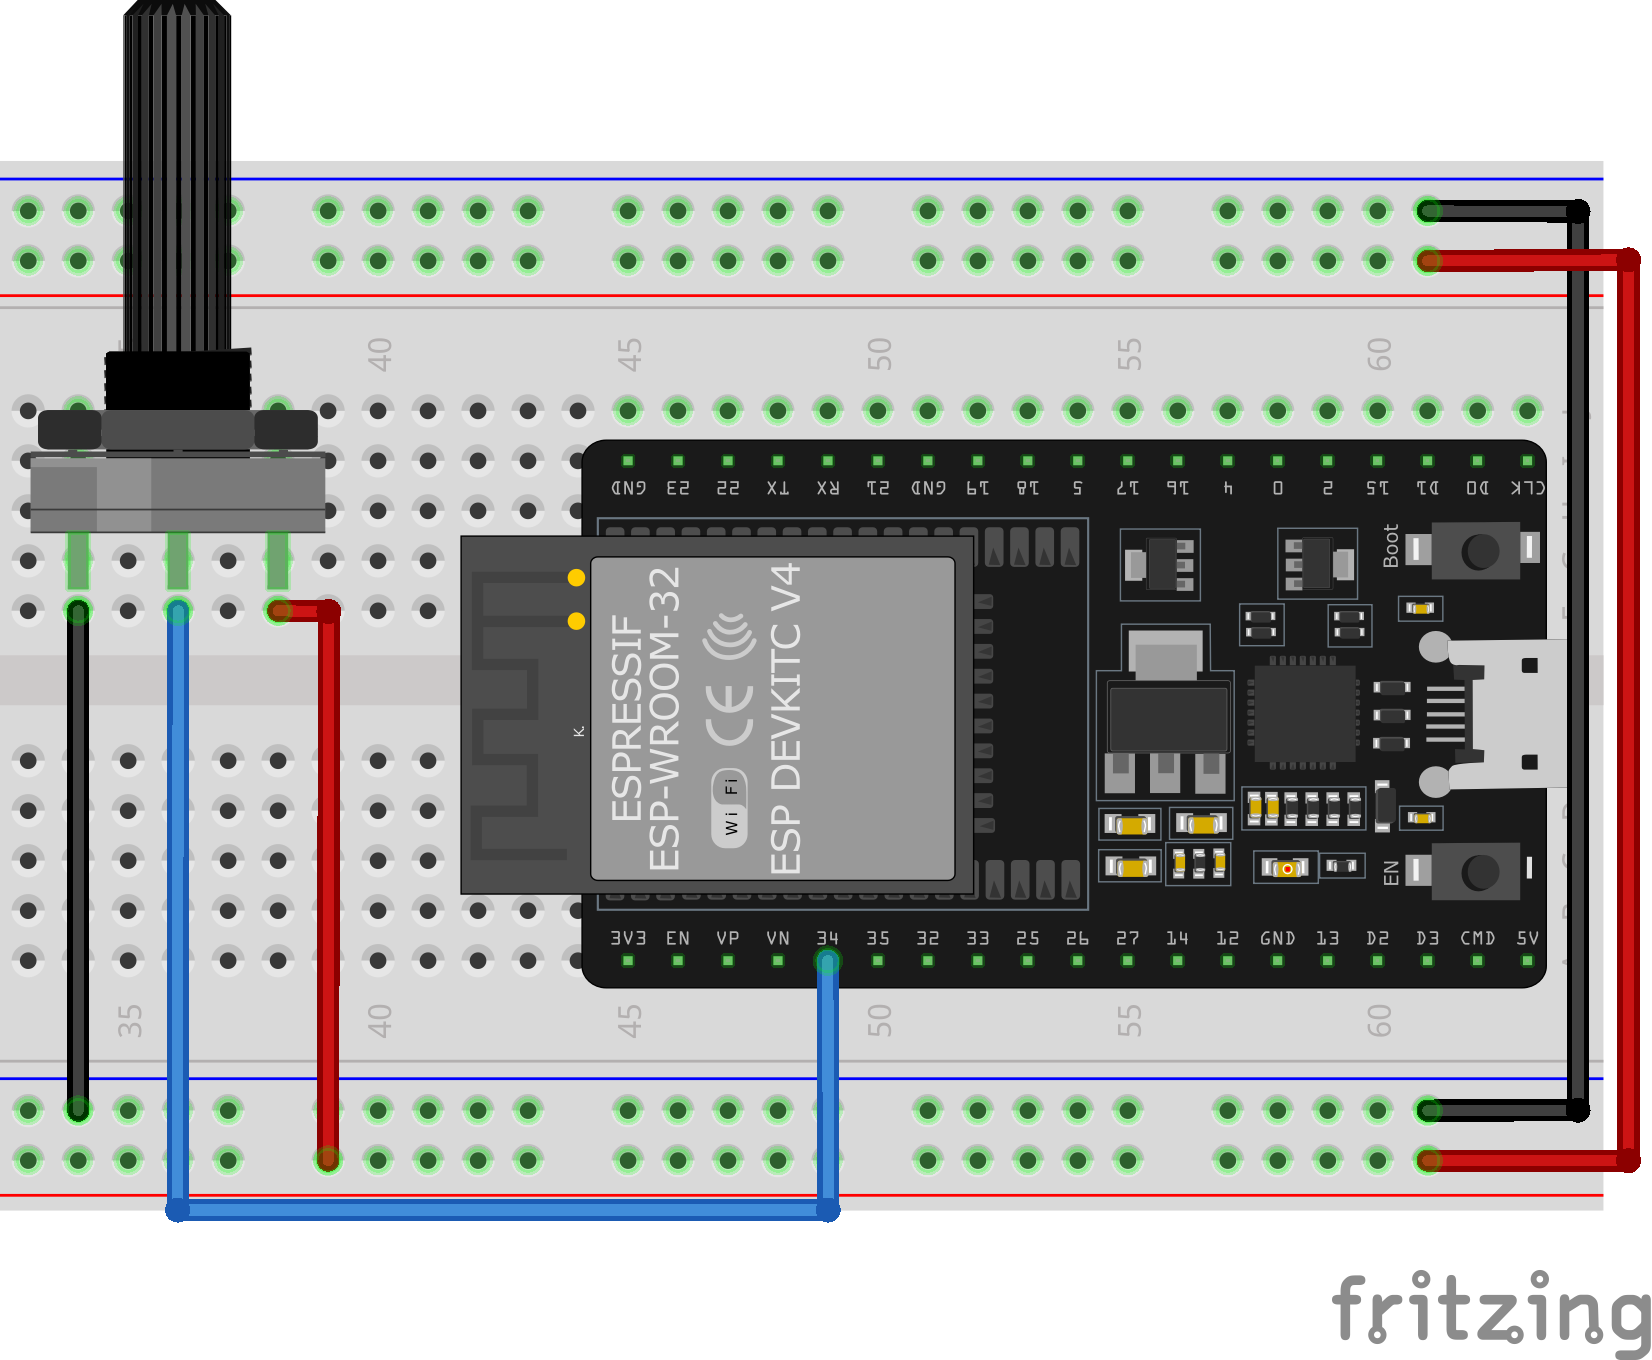 40
45
50
55
60
GND 23 22 TX RX 21 GND 19 18 5 17 16 4 0 2 15 D1 D0 CLK
Boot
ESPRESSIF
ESP-WROOM-32
CE
Wi Fi
ESP DEVKITC V4
K.
EN
3V3 EN VP VN 34 35 32 33 25 26 27 14 12 GND 13 D2 D3 CMD 5V
35
40
45
50
55
60
fritzing